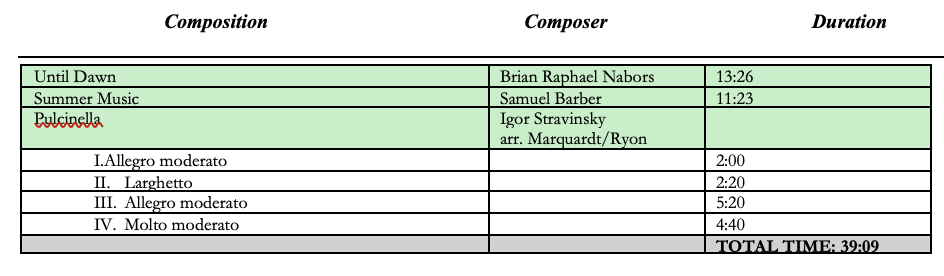 Composition Composer Duration
Until Dawn Brian Raphael Nabors 13:26
Summer Music Samuel Barber 11:23
Pulcinella Igor Stravinsky
arr. Marquardt/Ryon
I.Allegro moderato 2:00
II. Larghetto 2:20
III. Allegro moderato 5:20
IV. Molto moderato 4:40
TOTAL TIME: 39:09